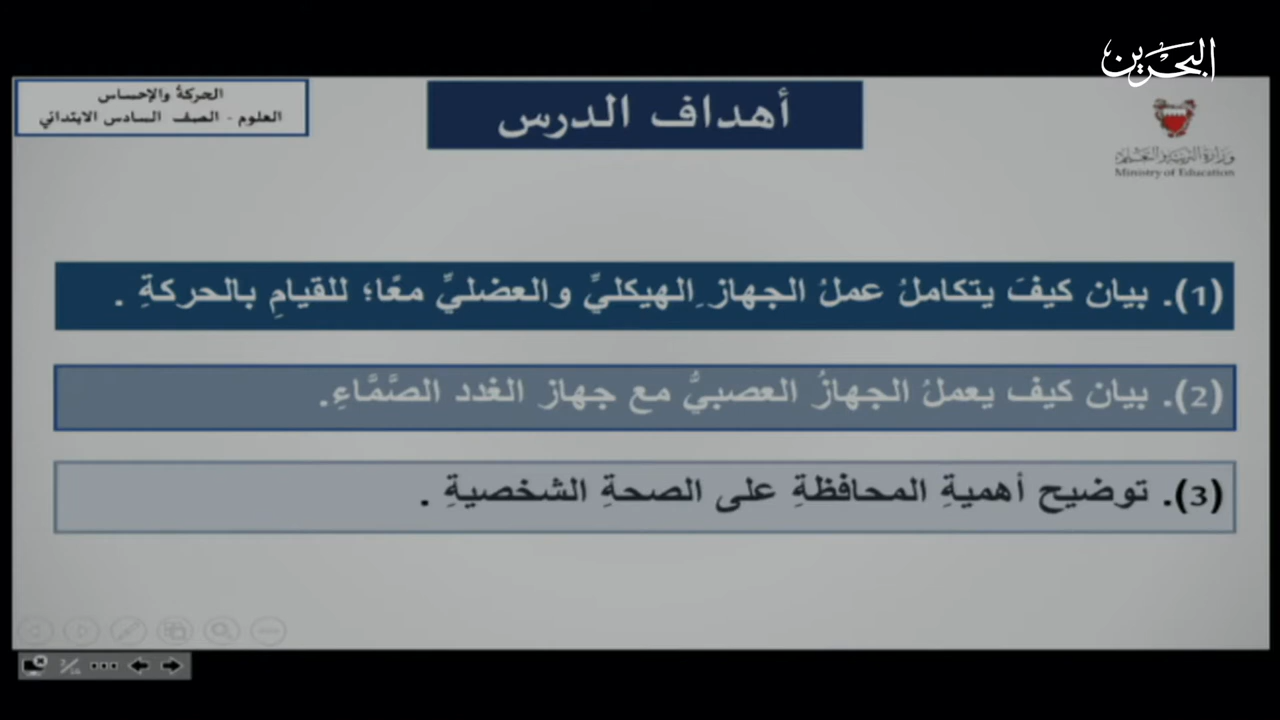 البحرين
الحركة والإحساس
العلوم - الصف السادس الابتدائي
أهداف الدرس
وزارة التربية والتعليم
Ministry of Education
(1). بيان كيفَ يتكاملُ عملُ الجهازِ الهيكليِّ والعضليِّ معًا؛ للقيامِ بالحركةِ .
(2). بيان كيف يعملُ الجهازُ العصبيُّ مع جهاز الغدد الصَّمَّاءِ.
(3). توضيح أهميةِ المحافظةِ على الصحةِ الشخصيةِ .